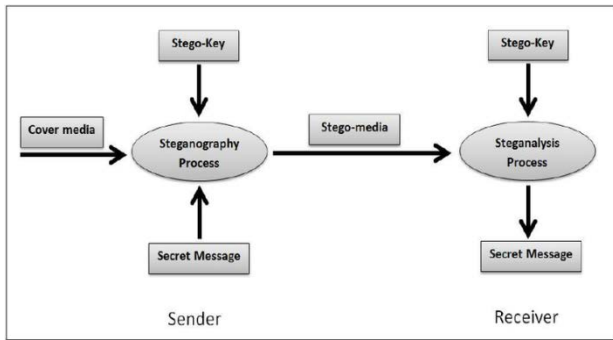 Stego-Key
Stego-Key
Cover media
Stego-media
Steganography
Process
Steganalysis
Process
Secret Message
Secret Message
Sender
Receiver